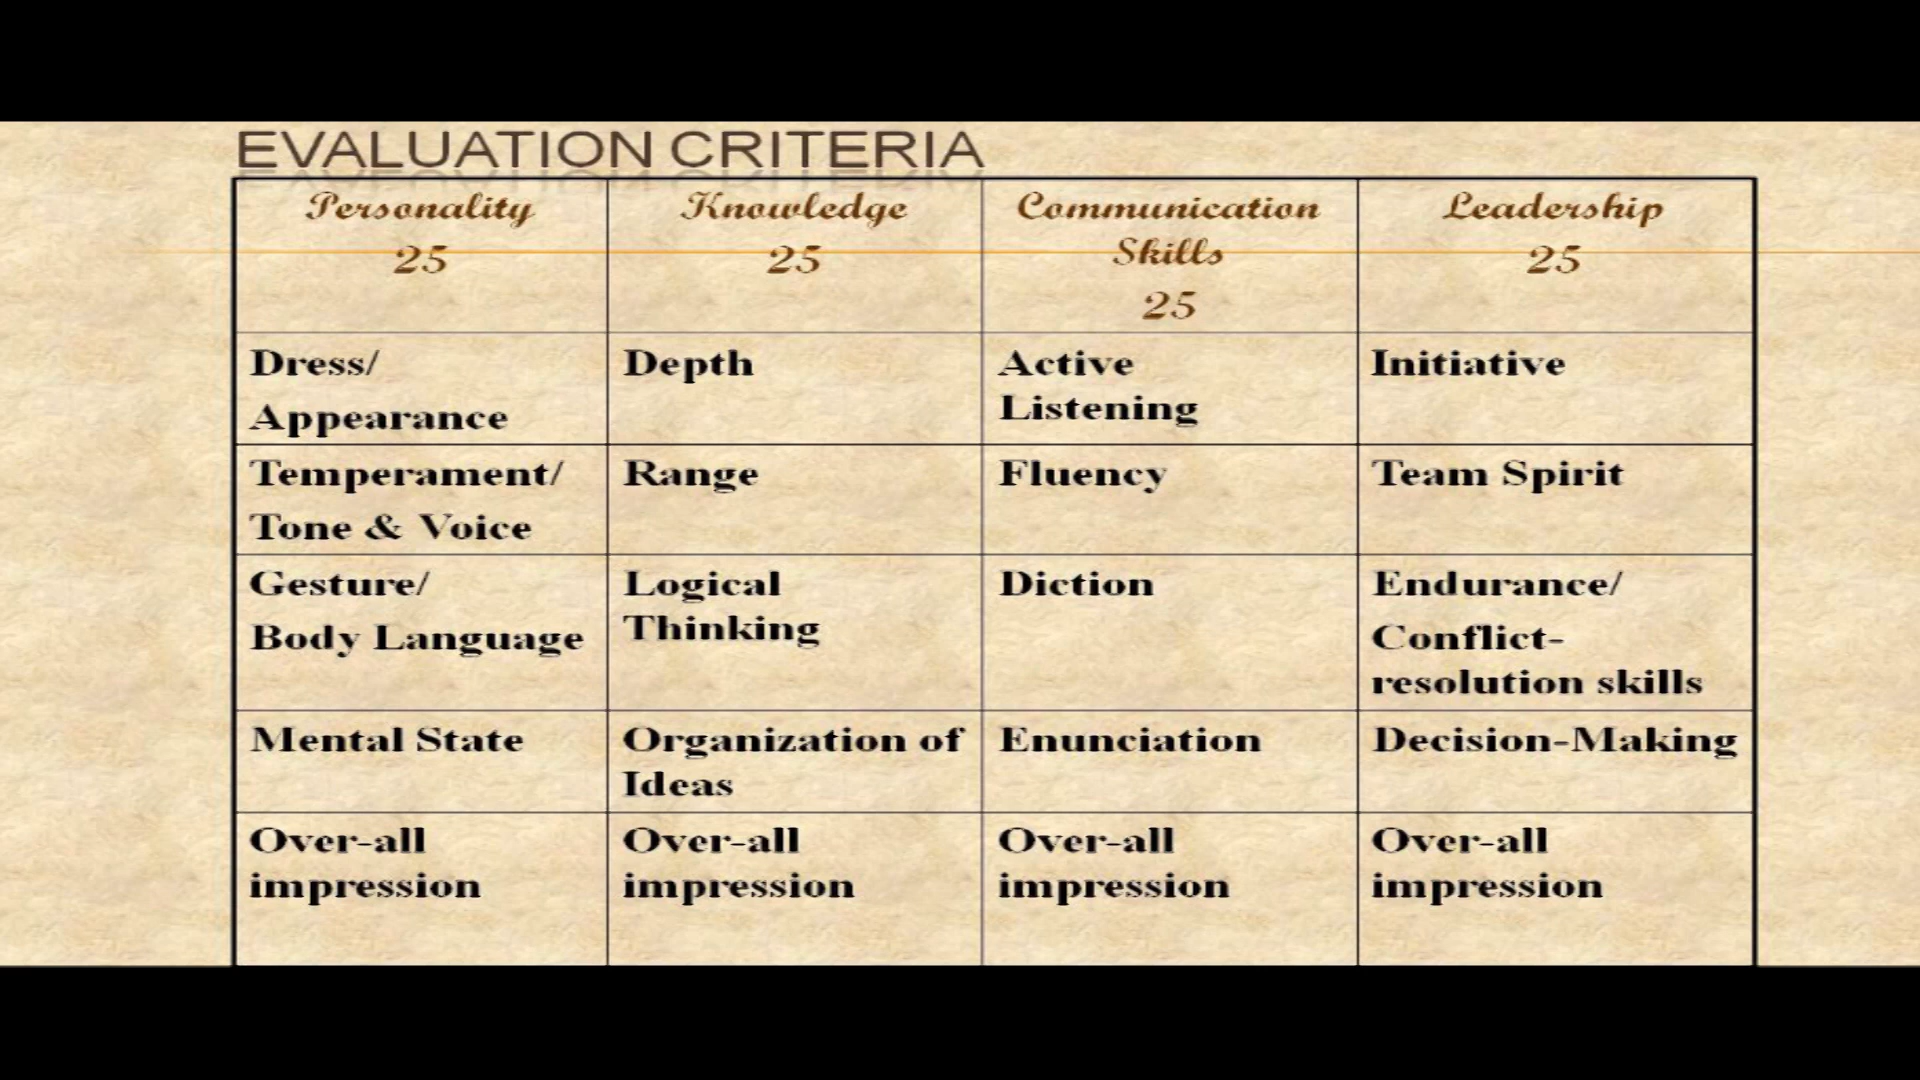 EVALUATION CRITERIA
Personality
25
Knowledge
25
Communication
Skills
25
Leadership
25
Dress/
Appearance
Depth
Active
Listening
Initiative
Temperament/
Tone & Voice
Range
Fluency
Team Spirit
Gesture/
Body Language
Logical
Thinking
Diction
Endurance/
Conflict-
resolution skills
Mental State
Organization of
Ideas
Enunciation
Decision-Making
Over-all
impression
Over-all
impression
Over-all
impression
Over-all
impression